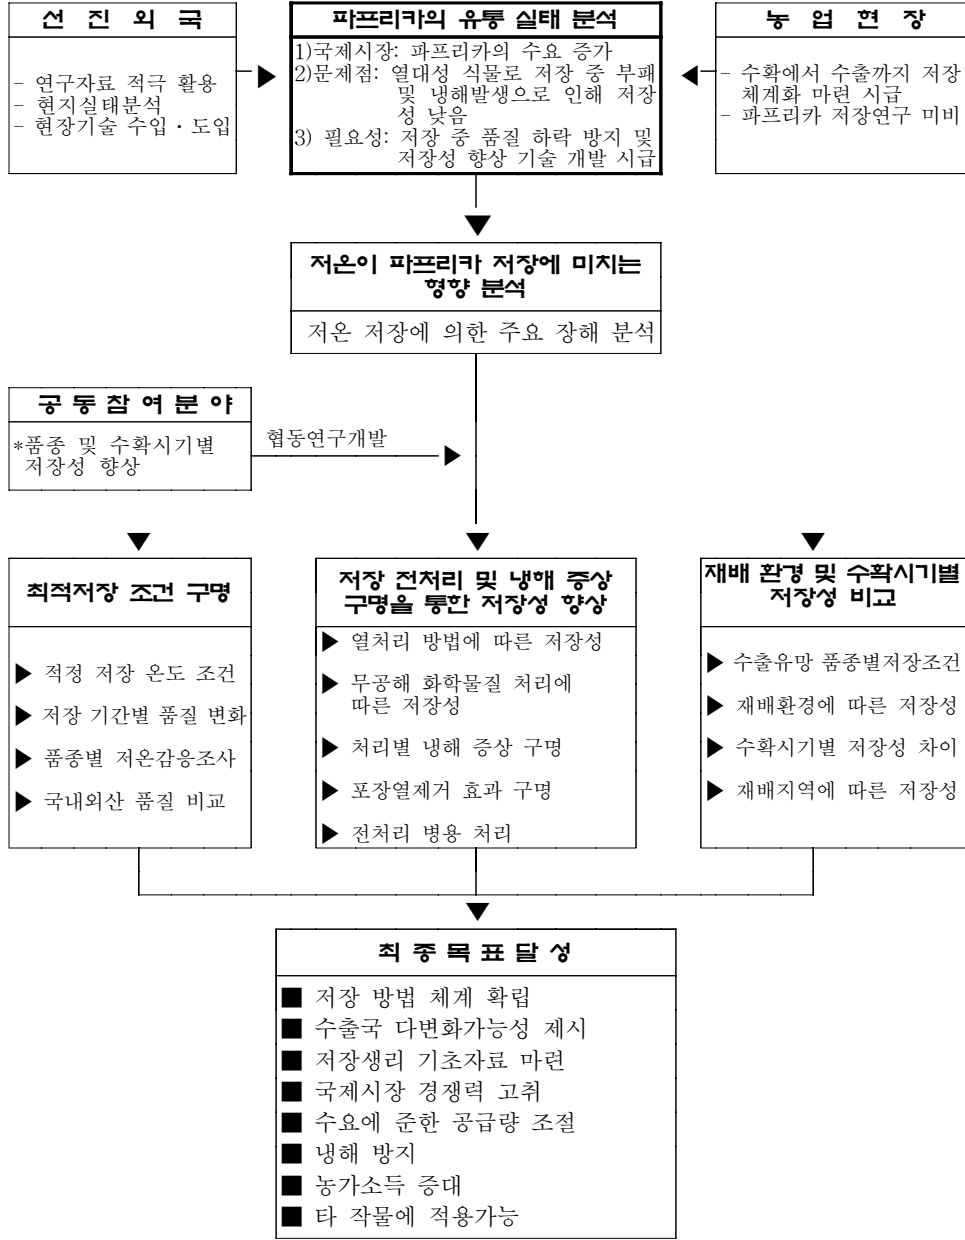 선 진 외 국
- 연구자료 적극 활용
- 현지실태분석
- 현장기술 수입·도입
파프리카의 유통 실태 분석
1)국제시장: 파프리카의 수요 증가
2)문제점: 열대성 식물로 저장 중 부패
및 냉해발생으로 인해 저장
성 낮음
3) 필요성: 저장 중 품질 하락 방지 및
저장성 향상 기술 개발 시급
농 업 현 장
- 수확에서 수출까지 저장
체계화 마련 시급
- 파프리카 저장연구 미비
저온이 파프리카 저장에 미치는
형향 분석
저온 저장에 의한 주요 장해 분석
공 동 참 여 분 야
*품종 및 수확시기별
저장성 향상
협동연구개발
최적저장 조건 구명
▶ 적정 저장 온도 조건
▶ 저장 기간별 품질 변화
▶ 품종별 저온감응조사
▶ 국내외산 품질 비교
저장 전처리 및 냉해 증상
구명을 통한 저장성 향상
▶ 열처리 방법에 따른 저장성
▶ 무공해 화학물질 처리에
따른 저장성
▶ 처리별 냉해 증상 구명
▶ 포장열제거 효과 구명
▶ 전처리 병용 처리
재배 환경 및 수확시기별
저장성 비교
▶ 수출유망 품종별저장조건
▶ 재배환경에 따른 저장성
▶ 수확시기별 저장성 차이
▶ 재배지역에 따른 저장성
최 종 목 표 달 성
■ 저장 방법 체계 확립
■ 수출국 다변화가능성 제시
■ 저장생리 기초자료 마련
■ 국제시장 경쟁력 고취
■ 수요에 준한 공급량 조절
■ 냉해 방지
■ 농가소득 증대
■ 타 작물에 적용가능